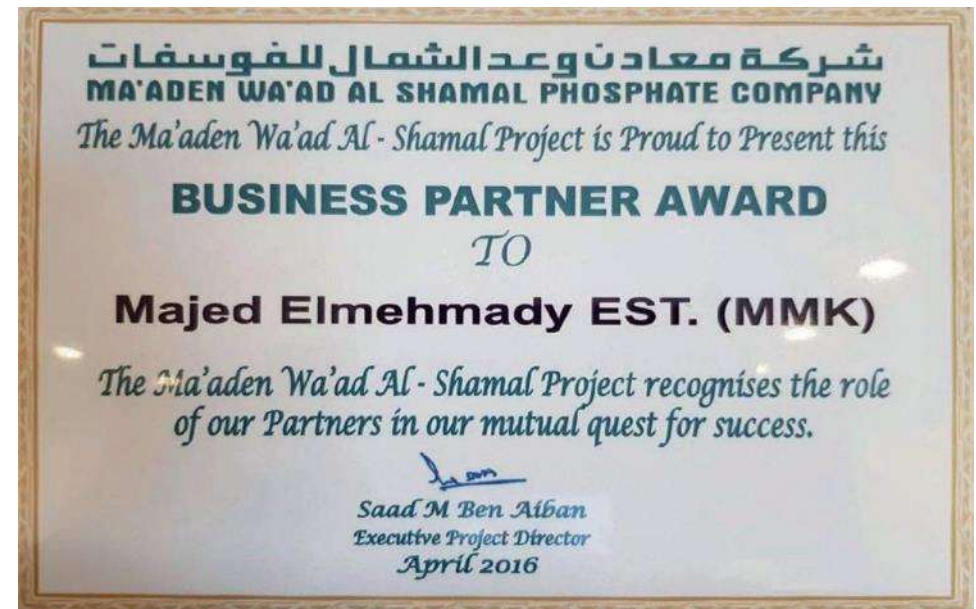 شركة معادن وعد الشمال للفوسفات
MA'ADEN WA'AD AL SHAMAL PHOSPHATE COMPANY
The Ma'aden Wa'ad Al - Shamal Project is Proud to Present this
BUSINESS PARTNER AWARD
TO
Majed Elmehmady EST. (MMK)
The Ma'aden Wa'ad Al - Shamal Project recognises the role
of our Partners in our mutual quest for success.
Saad M Ben Aiban
Executive Project Director
April 2016